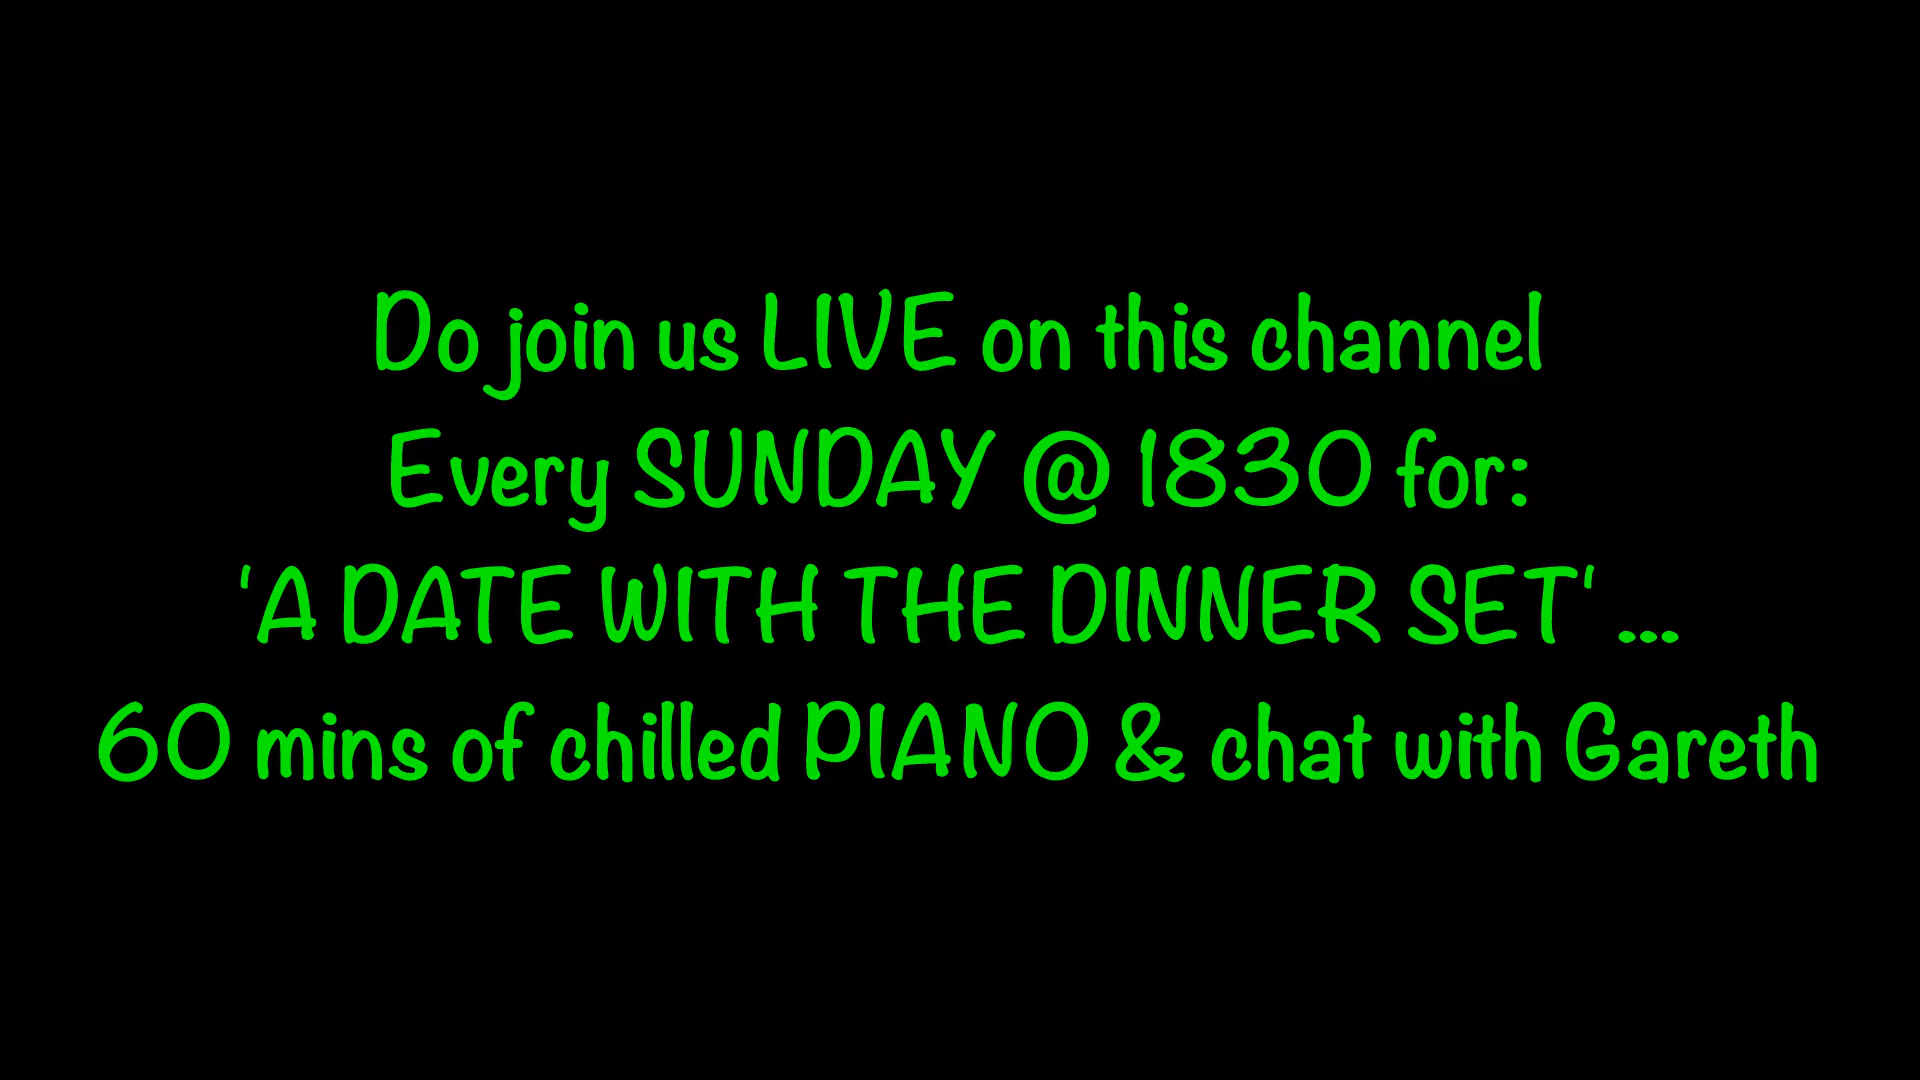 Do join us LIVE on this channel
Every SUNDAY @ 1830 for:
'A DATE WITH THE DINNER SET' ...
60 mins of chilled PIANO & chat with Gareth